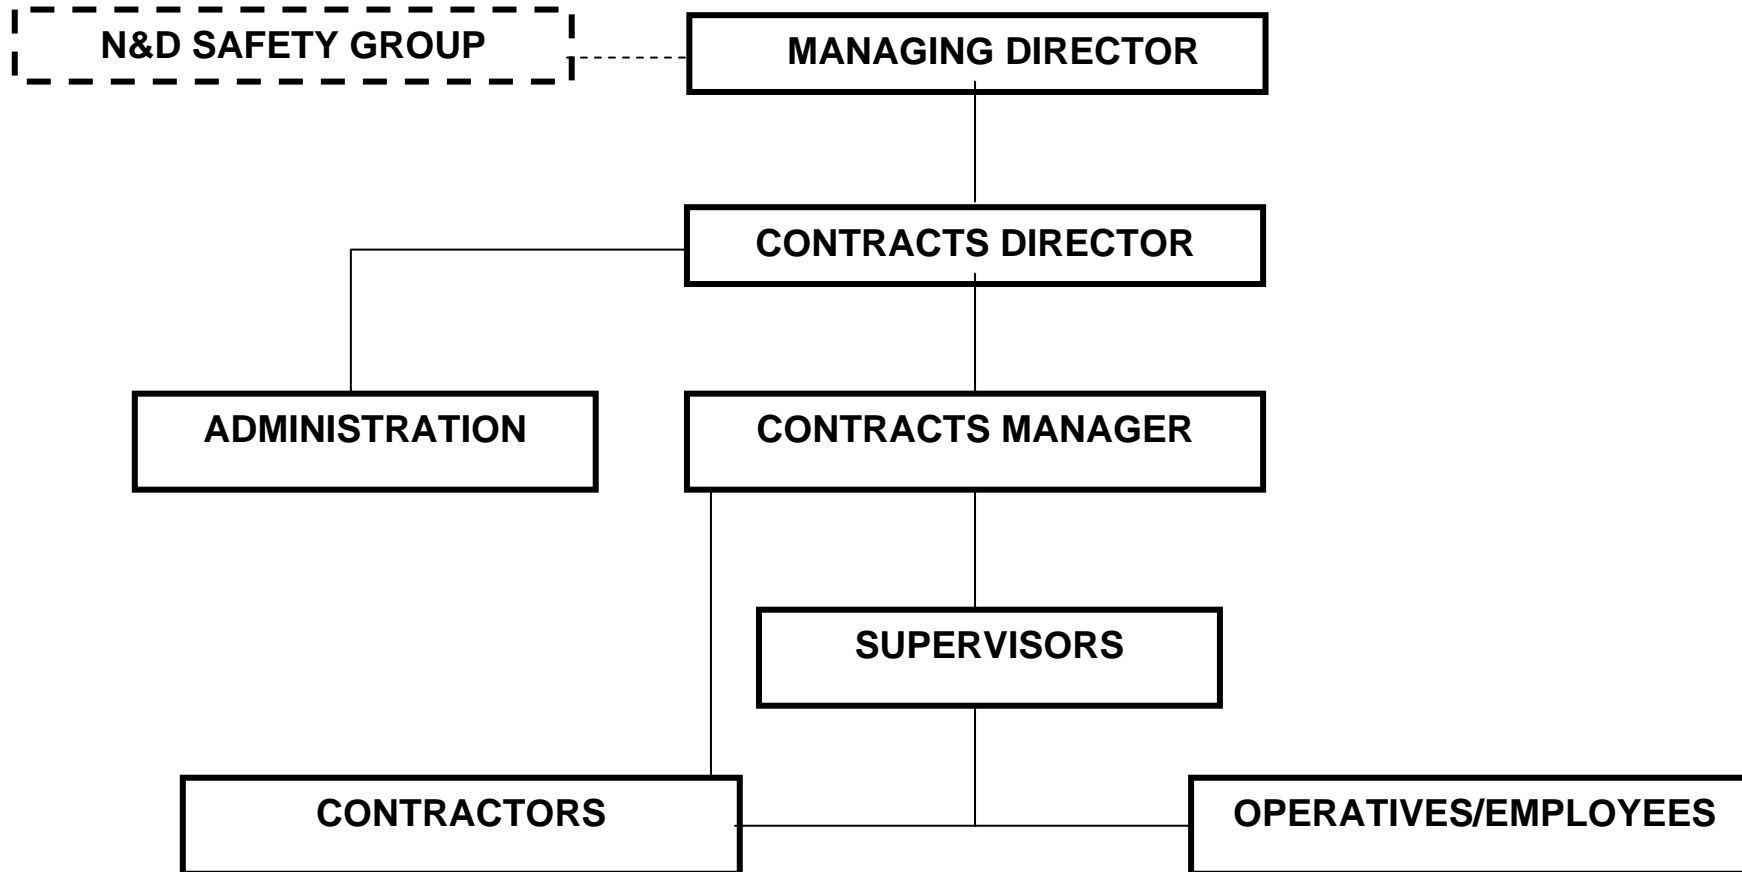 N&D SAFETY GROUP
MANAGING DIRECTOR
CONTRACTS DIRECTOR
ADMINISTRATION
CONTRACTS MANAGER
SUPERVISORS
CONTRACTORS
OPERATIVES/EMPLOYEES